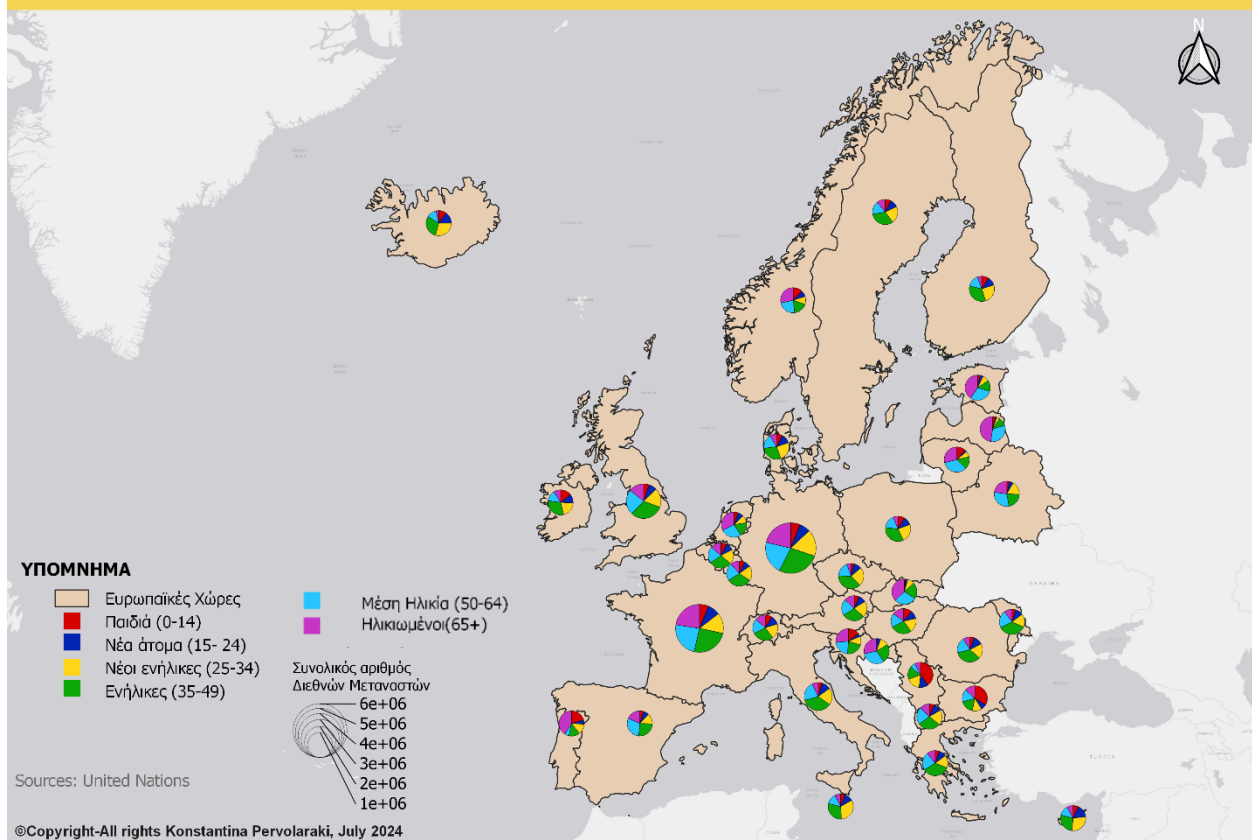 N
ΥΠΟΜΝΗΜΑ
Ευρωπαϊκές Χώρες
Παιδιά (0-14)
Νέα άτομα (15- 24)
Νέοι ενήλικες (25-34)
Ενήλικες (35-49)
Μέση Ηλικία (50-64)
Ηλικιωμένοι(65+)
Συνολικός αριθμός
Διεθνών Μεταναστών
6e+06
5e+06
4e+06
3e+06
2e+06
1e+06
UKRAINE
Sources: United Nations
©Copyright-All rights Konstantina Pervolaraki, July 2024